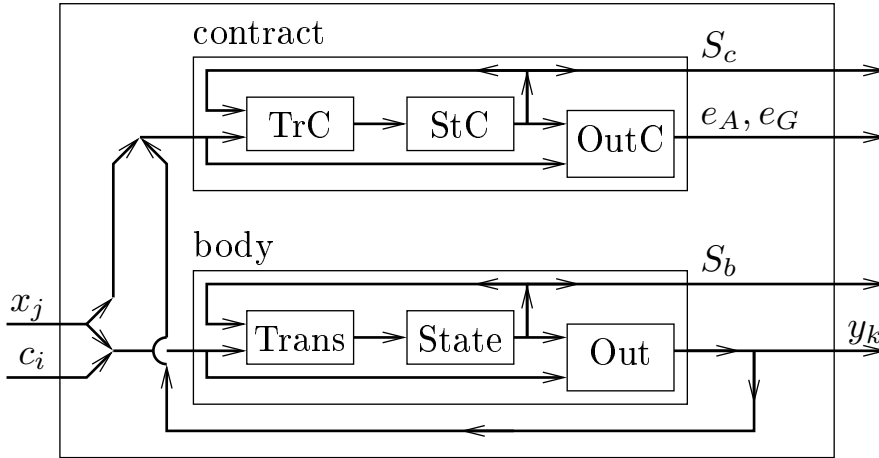 contract
S_c
TrC
StC
OutC
e_A, e_G
body
S_b
x_j
c_i
Trans
State
Out
y_k